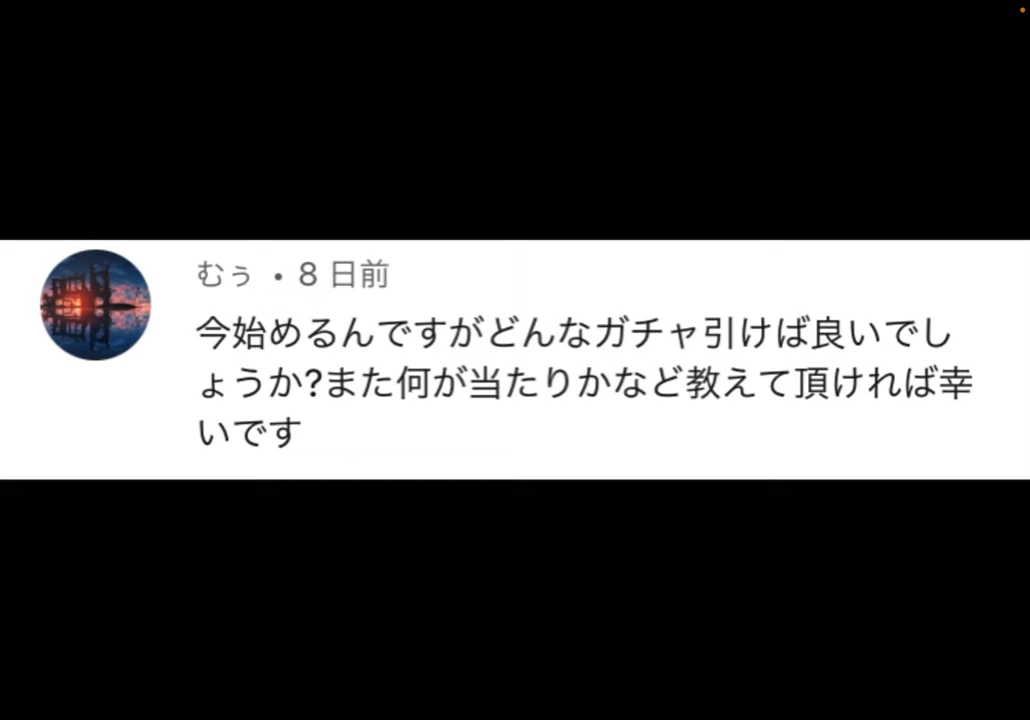 むぅ • 8 日前
今始めるんですがどんなガチャ引けば良いでし
ょうか?また何が当たりかなど教えて頂ければ幸
いです